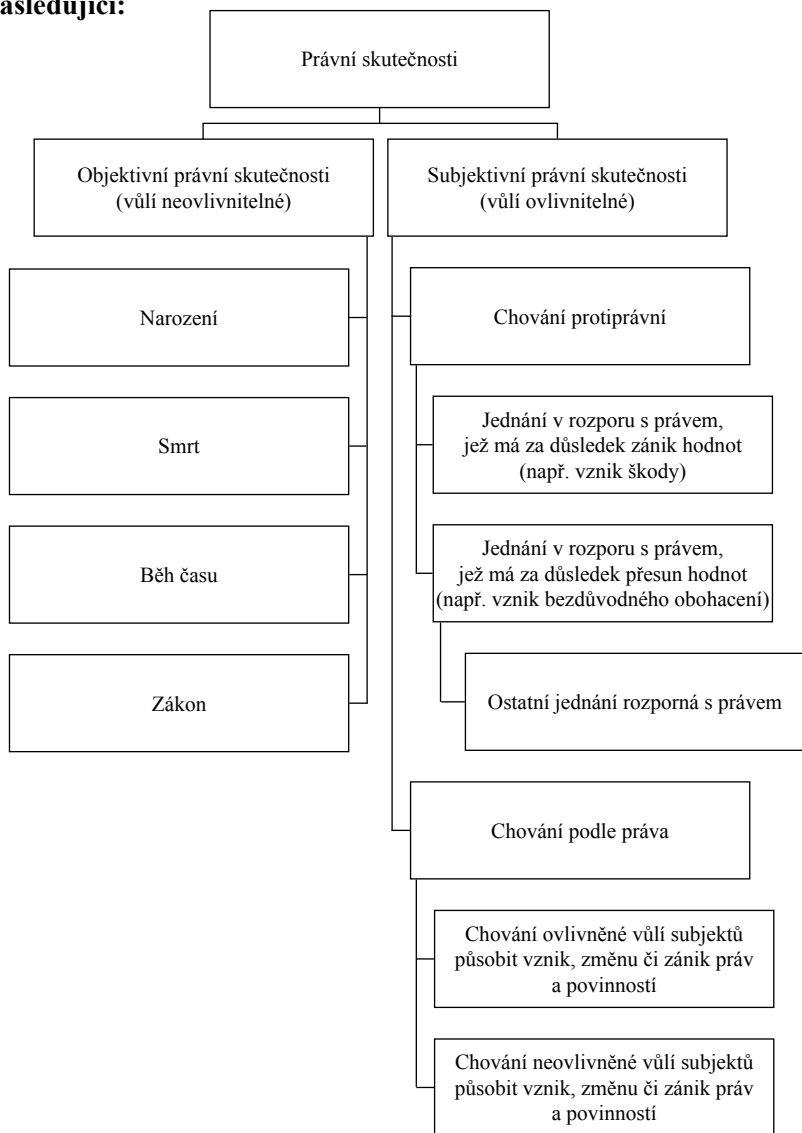 ásledující:
Právní skutečnosti
Objektivní právní skutečnosti
(vůlí neovlivnitelné)
Subjektivní právní skutečnosti
(vůlí ovlivnitelné)
Narození
Smrt
Běh času
Zákon
Chování protiprávní
Jednání v rozporu s právem,
jež má za důsledek zánik hodnot
(např. vznik škody)
Jednání v rozporu s právem,
jež má za důsledek přesun hodnot
(např. vznik bezdůvodného obohacení)
Ostatní jednání rozporná s právem
Chování podle práva
Chování ovlivněné vůlí subjektů
působit vznik, změnu či zánik práv
a povinností
Chování neovlivněné vůlí subjektů
působit vznik, změnu či zánik práv
a povinností